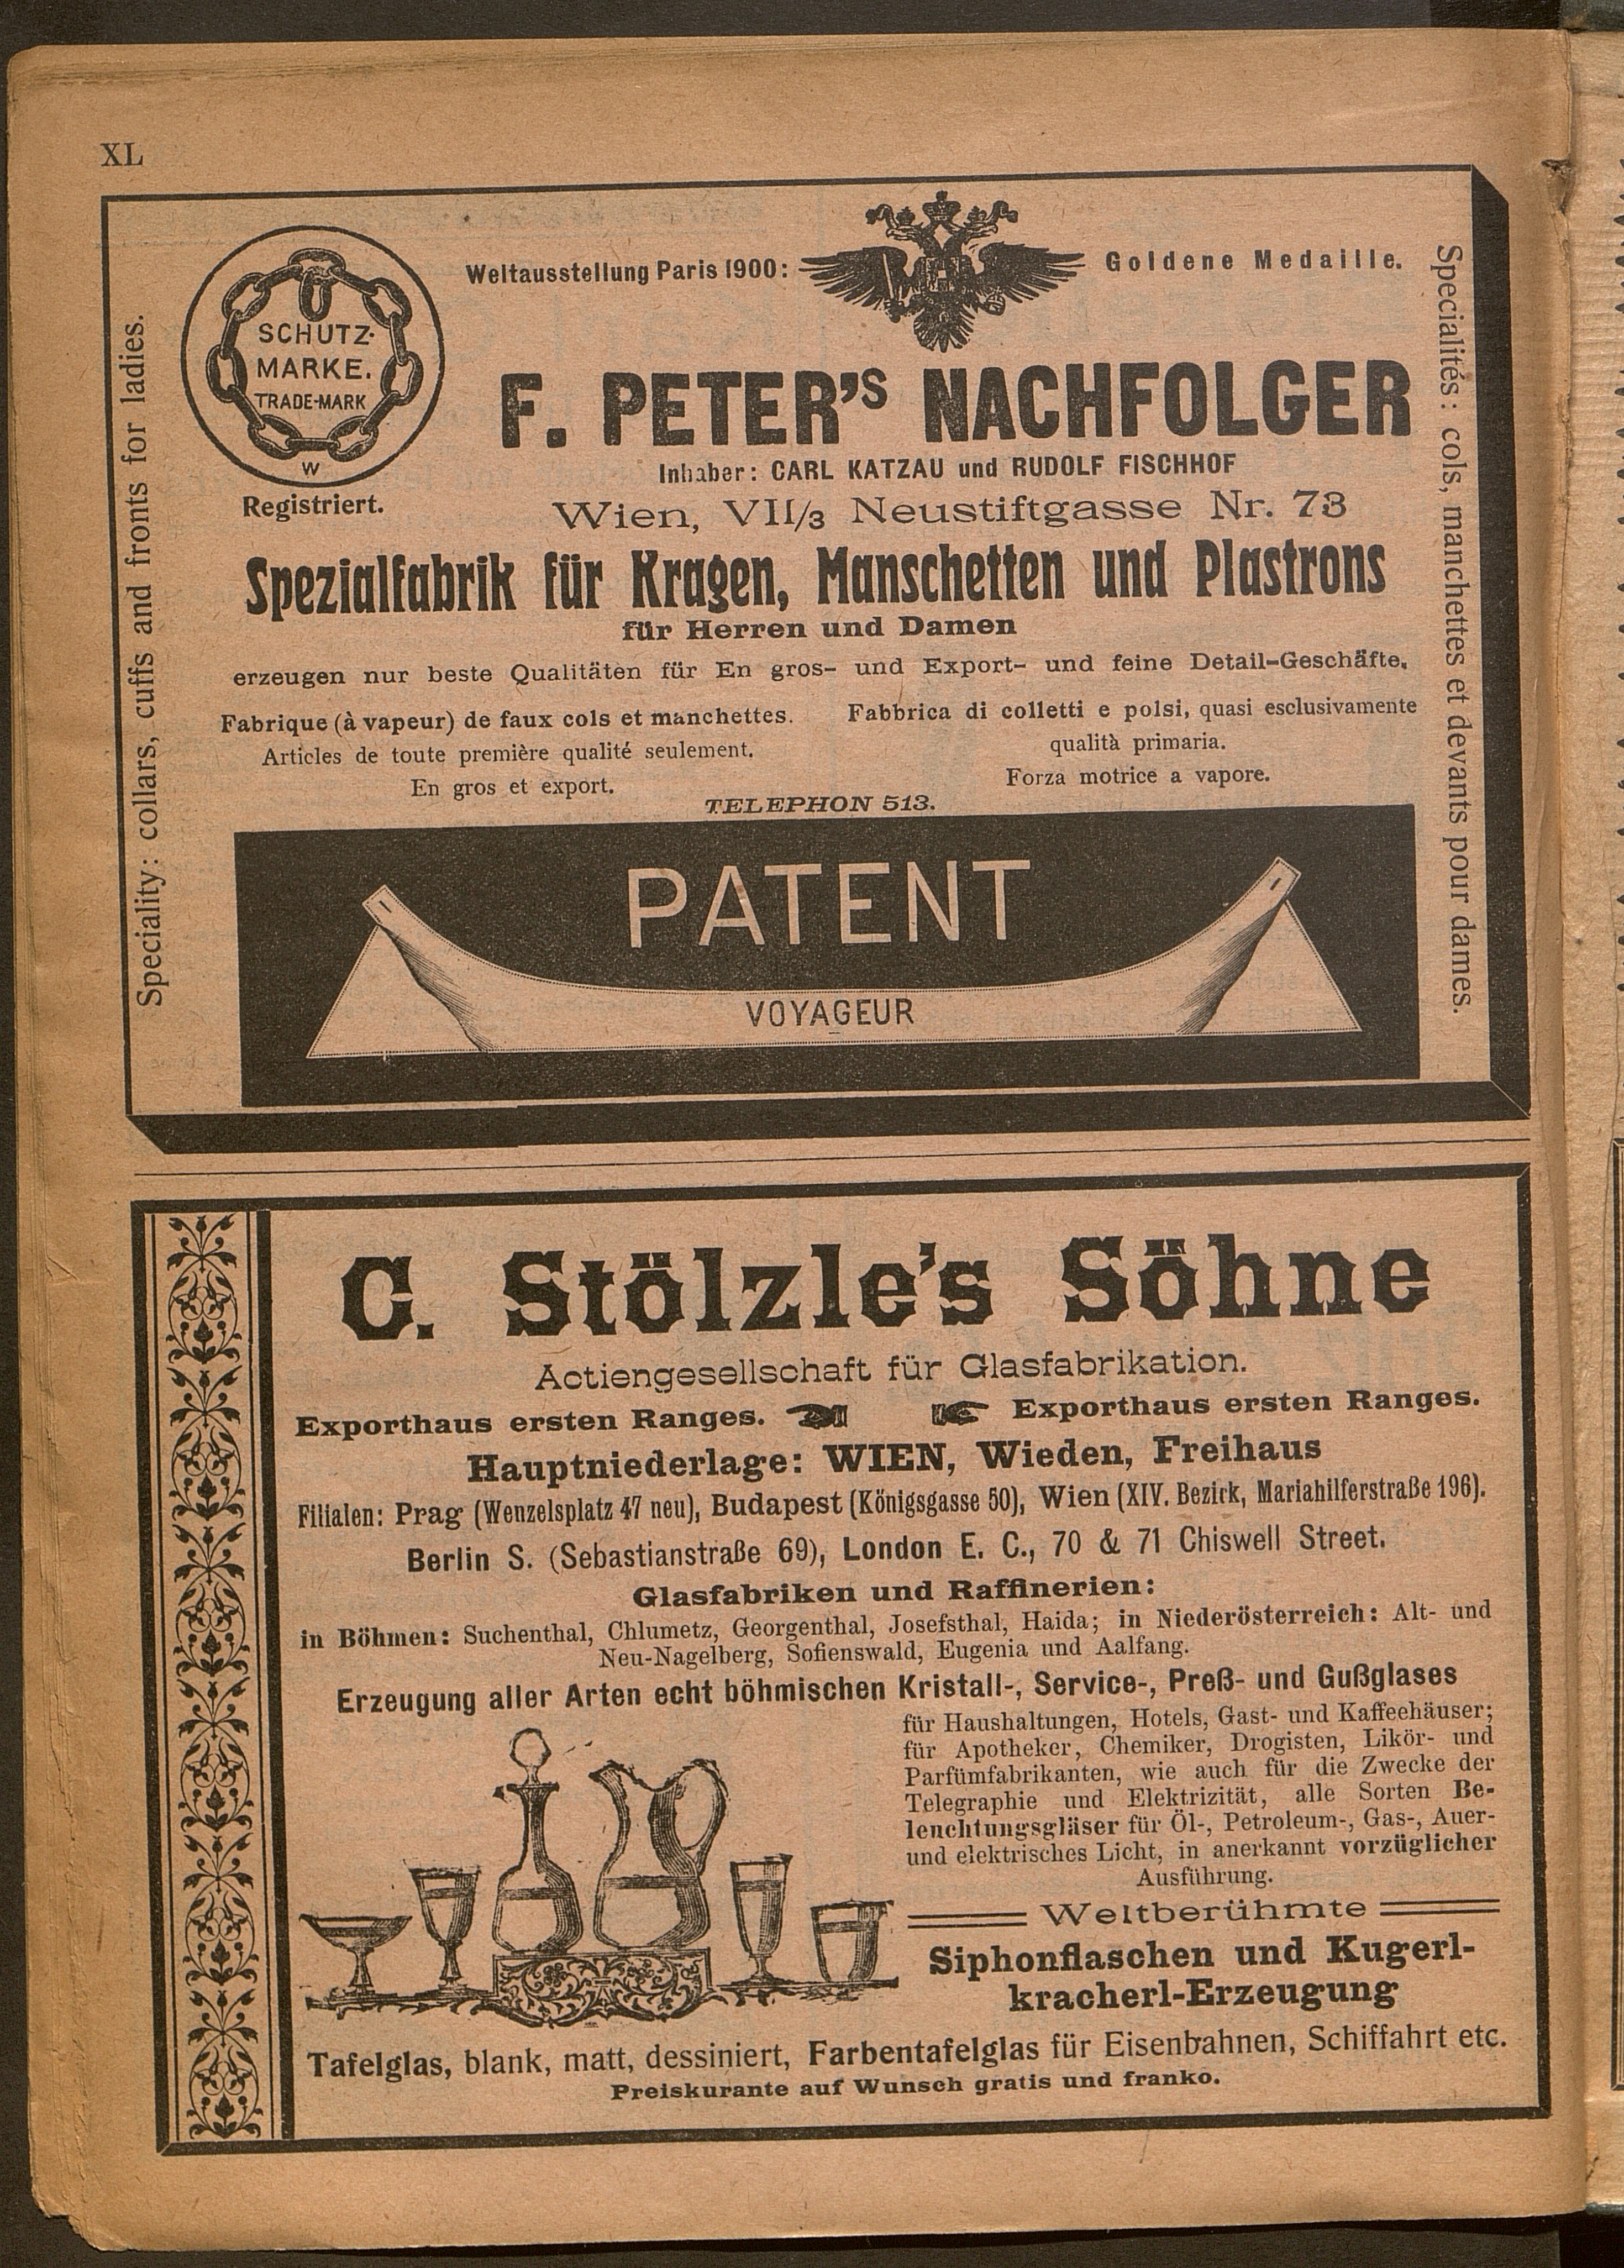 XL
Speciality: collars, cuffs and fronts for ladies.
SCHUTZ-
MARKE.
TRADE-MARK
W
Registriert.
Weltausstellung Paris 1900: Goldene Medaille.
F. PETER's NACHFOLGER
Inhaber: CARL KATZAU und RUDOLF FISCHHOF
Wien, VII/3 Neustiftgasse Nr. 73
Spezialfabrik für Kragen, Manschetten und Plastrons
für Herren und Damen
erzeugen nur beste Qualitäten für En gros- und Export- und feine Detail-Geschäfte.
Fabrique (à vapeur) de faux cols et manchettes.
Articles de toute première qualité seulement.
En gros et export.
Fabbrica di colletti e polsi, quasi esclusivamente
qualità primaria.
Forza motrice a vapore.
TELEPHON 513.
PATENT
VOYAGEUR
Specialités: cols, manchettes et devants pour dames.
C. Stölzle's Söhne
Actiengesellschaft für Glasfabrikation.
Exporthaus ersten Ranges. Exporthaus ersten Ranges.
Hauptniederlage: WIEN, Wieden, Freihaus
Filialen: Prag (Wenzelsplatz 47 neu), Budapest (Königsgasse 50), Wien (XIV. Bezirk, Mariahilferstraße 196).
Berlin S. (Sebastianstraße 69), London E. C., 70 & 71 Chiswell Street.
Glasfabriken und Raffinerien:
in Böhmen: Suchenthal, Chlumetz, Georgenthal, Josefsthal, Haida; in Niederösterreich: Alt- und
Neu-Nagelberg, Sofienswald, Eugenia und Aalfang.
Erzeugung aller Arten echt böhmischen Kristall-, Service-, Preß- und Gußglases
für Haushaltungen, Hotels, Gast- und Kaffeehäuser;
für Apotheker, Chemiker, Drogisten, Likör- und
Parfümfabrikanten, wie auch für die Zwecke der
Telegraphie und Elektrizität, alle Sorten Be-
leuchtungsgläser für Öl-, Petroleum-, Gas-, Auer-
und elektrisches Licht, in anerkannt vorzüglicher
Ausführung.
Weltberühmte
Siphonflaschen und Kugerl-
kracherl-Erzeugung
Tafelglas, blank, matt, dessiniert, Farbentafelglas für Eisenbahnen, Schiffahrt etc.
Preiskurante auf Wunsch gratis und franko.